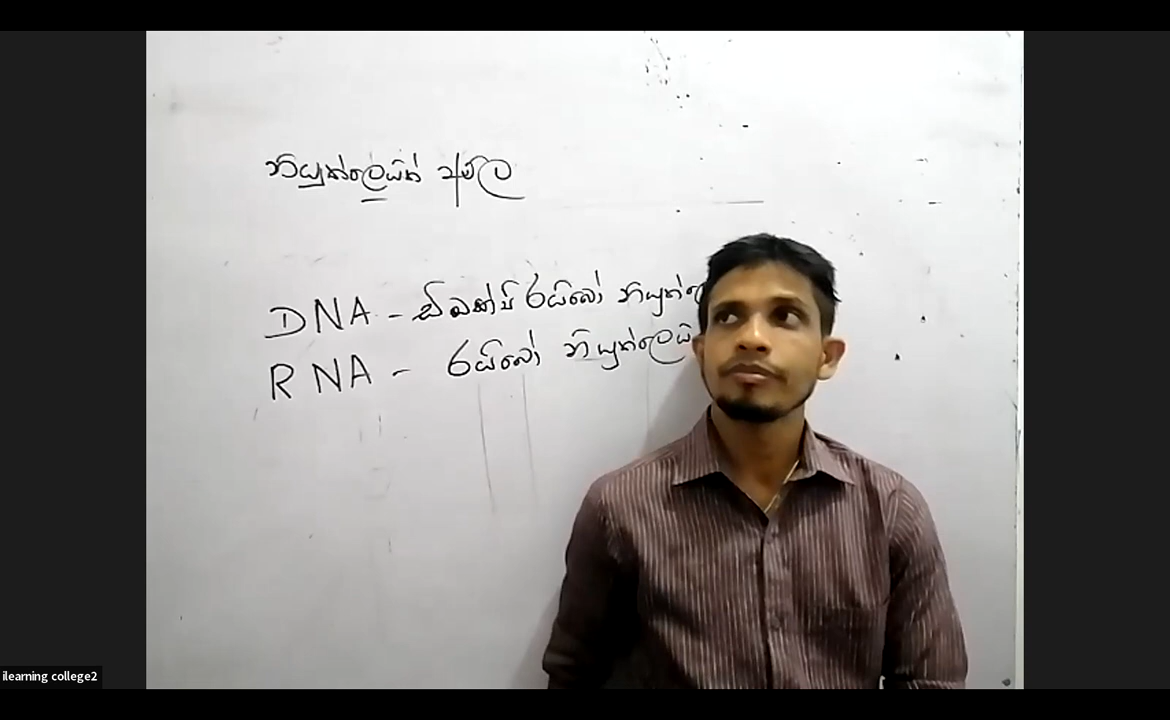 නියුක්ලෙයික් අම්ල
DNA - ඩිඔක්සි රයිබෝ නියුක්ලෙ
RNA - රයිබෝ නියුක්ලෙයි
ilearning college2